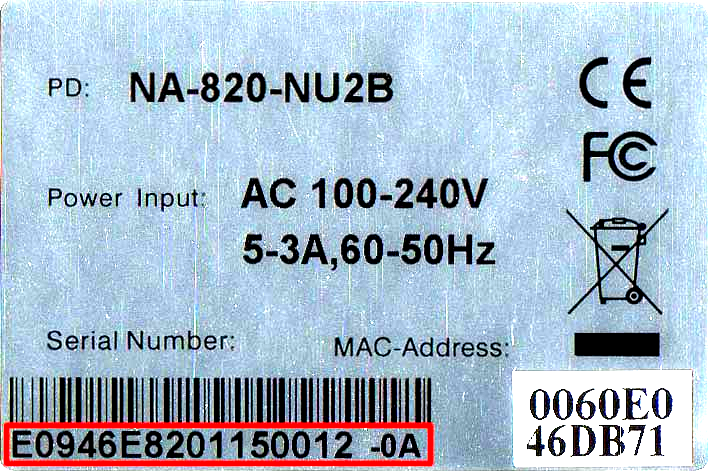 PD: NA-820-NU2B
CE
FC
Power Input: AC 100-240V
5-3A,60-50Hz
Serial Number:
MAC-Address:
E0946E8201150012 -0A
0060E0
46DB71